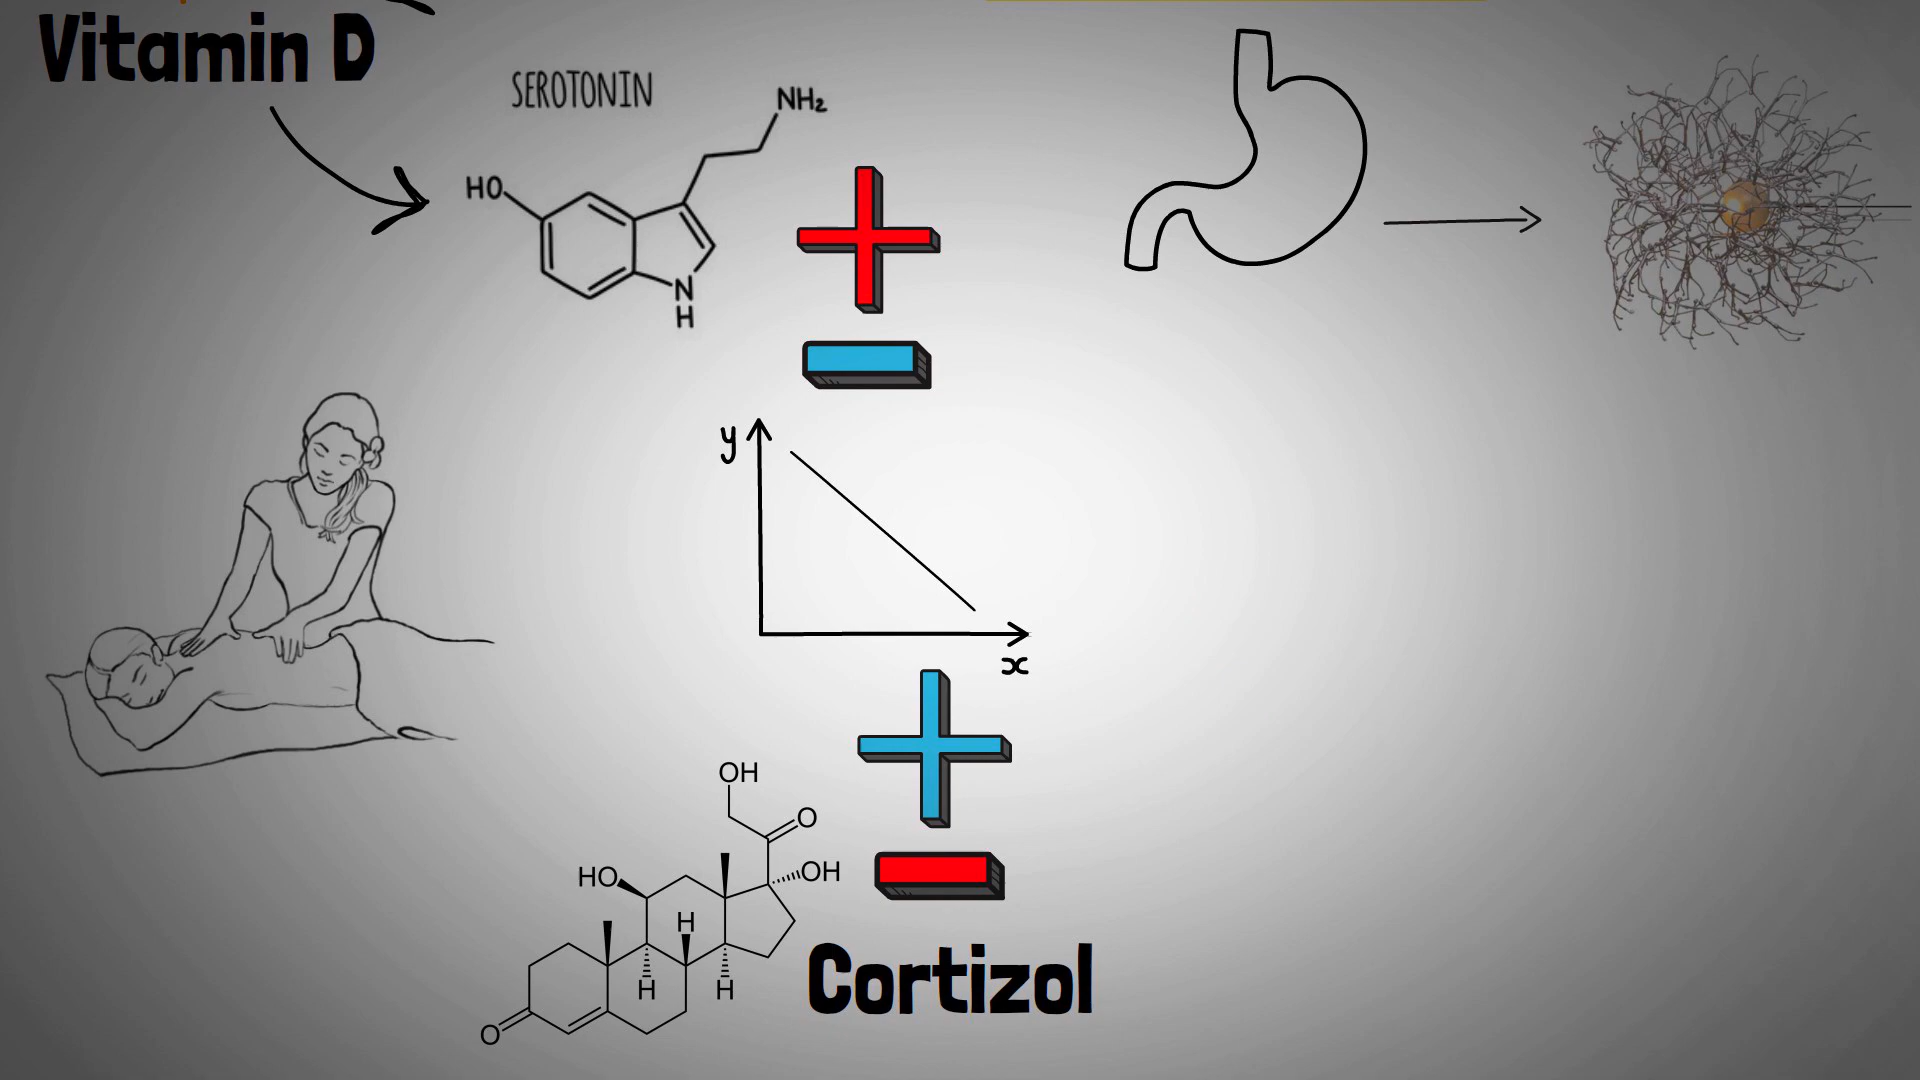 Vitamin D
SEROTONIN
NH₂
HO
N
H
y
x
OH
O
HO
OH
H
H
H
O
Cortizol